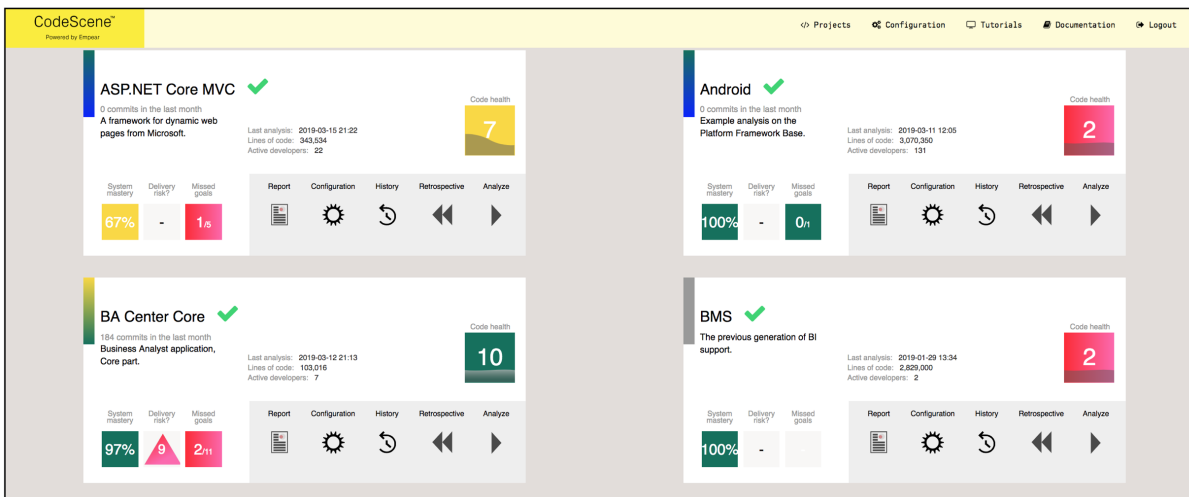 CodeScene™
Powered by Empear
</> Projects
Configuration
Tutorials
Documentation
Logout
ASP.NET Core MVC
0 commits in the last month
A framework for dynamic web
pages from Microsoft.
Last analysis: 2019-03-15 21:22
Lines of code: 343,534
Active developers: 22
Code health
7
System mastery
67%
Delivery risk?
-
Missed goals
1/5
Report
Configuration
History
Retrospective
Analyze
Android
0 commits in the last month
Example analysis on the
Platform Framework Base.
Last analysis: 2019-03-11 12:05
Lines of code: 3,070,350
Active developers: 131
Code health
2
System mastery
100%
Delivery risk?
-
Missed goals
0/1
Report
Configuration
History
Retrospective
Analyze
BA Center Core
184 commits in the last month
Business Analyst application,
Core part.
Last analysis: 2019-03-12 21:13
Lines of code: 103,016
Active developers: 7
Code health
10
System mastery
97%
Delivery risk?
9
Missed goals
2/11
Report
Configuration
History
Retrospective
Analyze
BMS
The previous generation of BI
support.
Last analysis: 2019-01-29 13:34
Lines of code: 2,829,000
Active developers: 2
Code health
2
System mastery
100%
Delivery risk?
-
Missed goals
-
Report
Configuration
History
Retrospective
Analyze